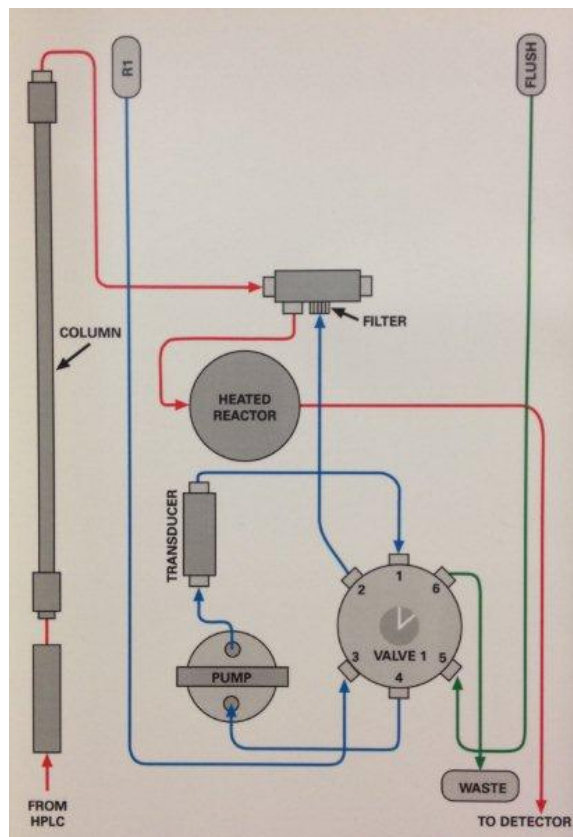 R1
FLUSH
COLUMN
FILTER
HEATED
REACTOR
TRANSDUCER
1
2
6
3
VALVE 1
5
4
PUMP
WASTE
FROM
HPLC
TO DETECTOR